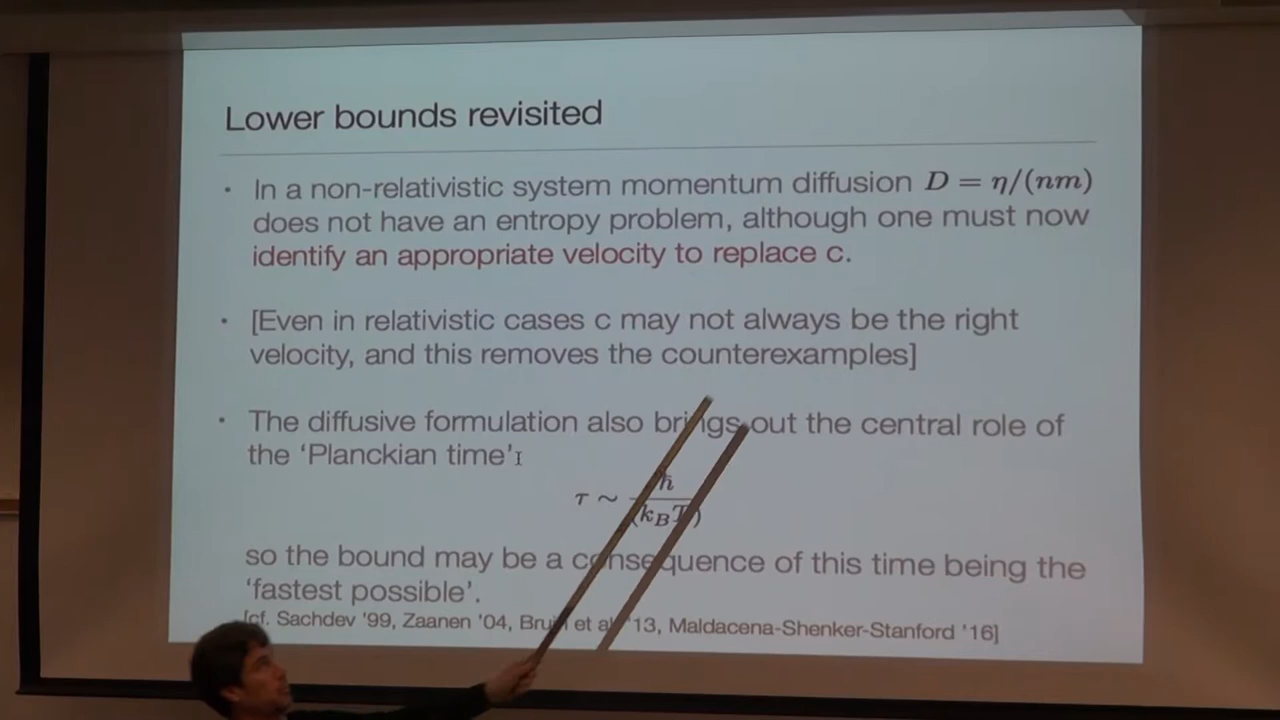 Lower bounds revisited
• In a non-relativistic system momentum diffusion D = η/(nm)
does not have an entropy problem, although one must now
identify an appropriate velocity to replace c.
• [Even in relativistic cases c may not always be the right
velocity, and this removes the counterexamples]
• The diffusive formulation also brings out the central role of
the ‘Planckian time’
τ ~ ħ/(k_BT)
so the bound may be a consequence of this time being the
‘fastest possible’.
[cf. Sachdev '99, Zaanen '04, Bruin et al '13, Maldacena-Shenker-Stanford '16]